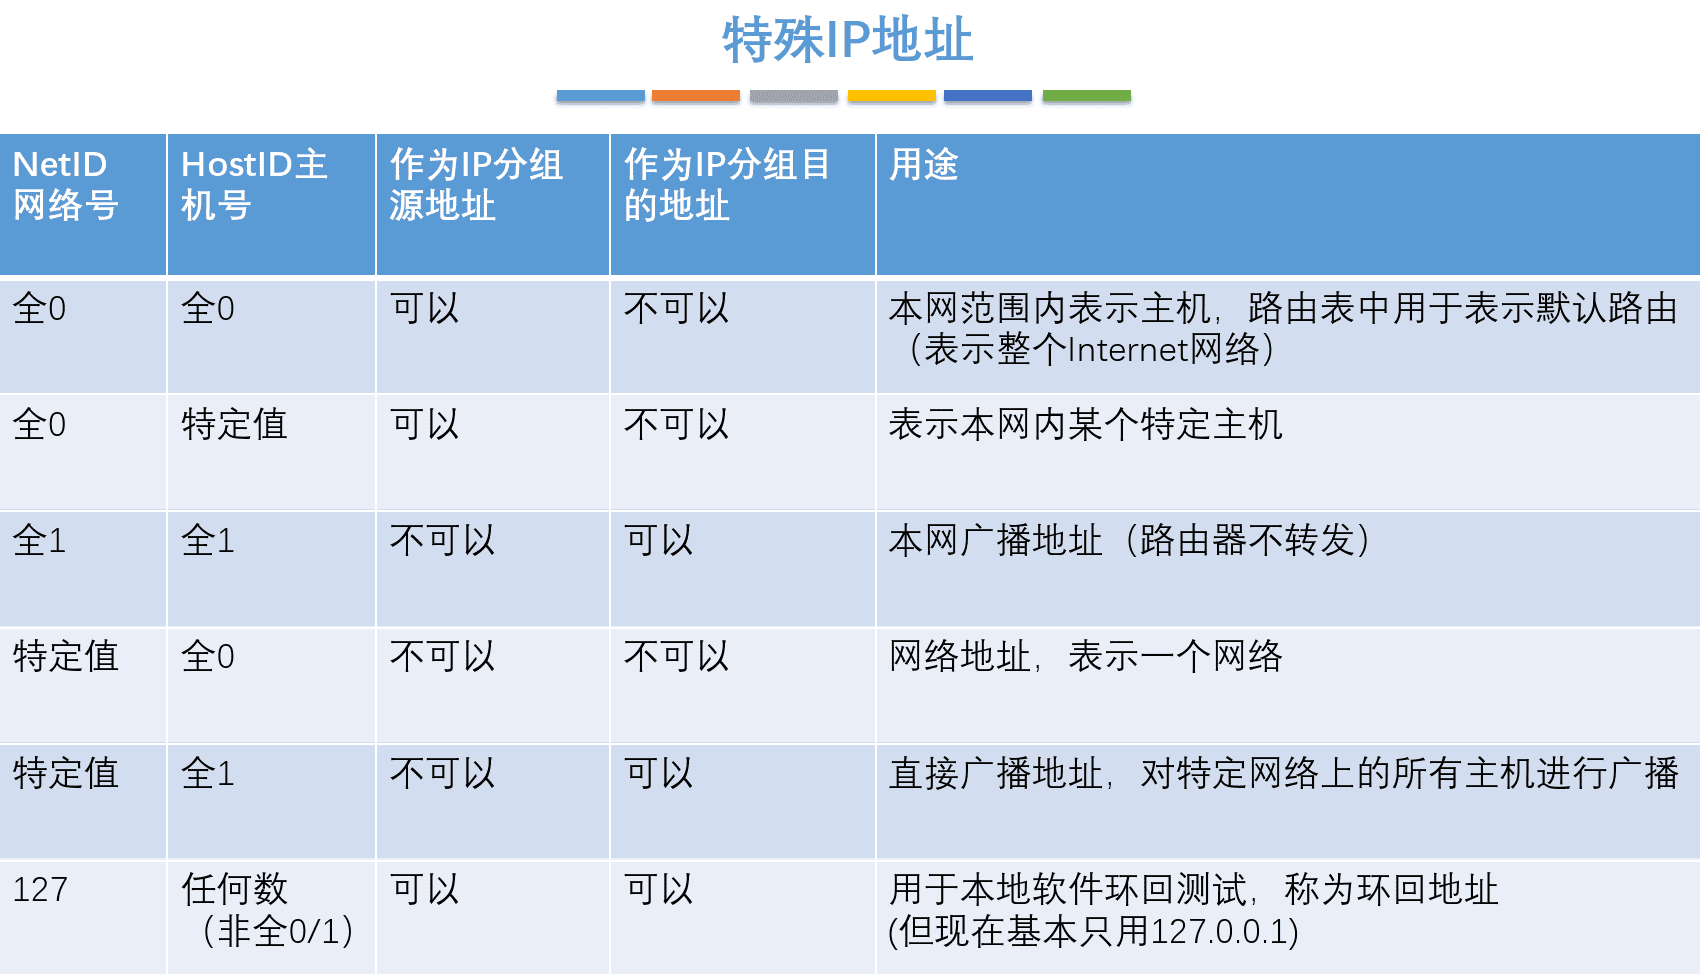 特殊IP地址
NetID
网络号
HostID主
机号
作为IP分组
源地址
作为IP分组目
的地址
用途
全0
全0
可以
不可以
本网范围内表示主机，路由表中用于表示默认路由
（表示整个Internet网络）
全0
特定值
可以
不可以
表示本网内某个特定主机
全1
全1
不可以
可以
本网广播地址（路由器不转发）
特定值
全0
不可以
不可以
网络地址，表示一个网络
特定值
全1
不可以
可以
直接广播地址，对特定网络上的所有主机进行广播
127
任何数
（非全0/1）
可以
可以
用于本地软件环回测试，称为环回地址
(但现在基本只用127.0.0.1)